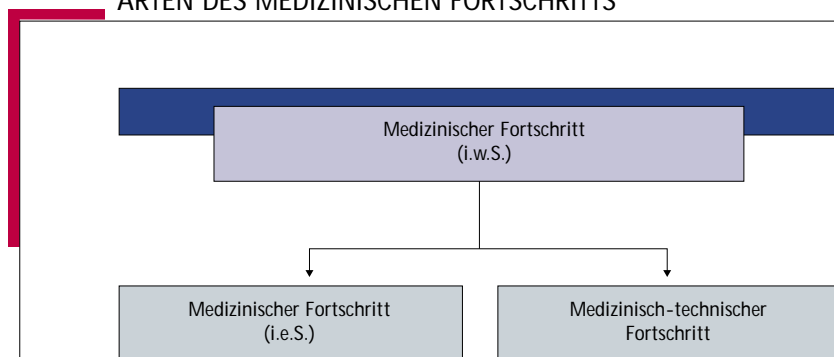 ARTEN DES MEDIZINISCHEN FORTSCHRITTS
Medizinischer Fortschritt
(i.w.S.)
Medizinischer Fortschritt
(i.e.S.)
Medizinisch-technischer
Fortschritt